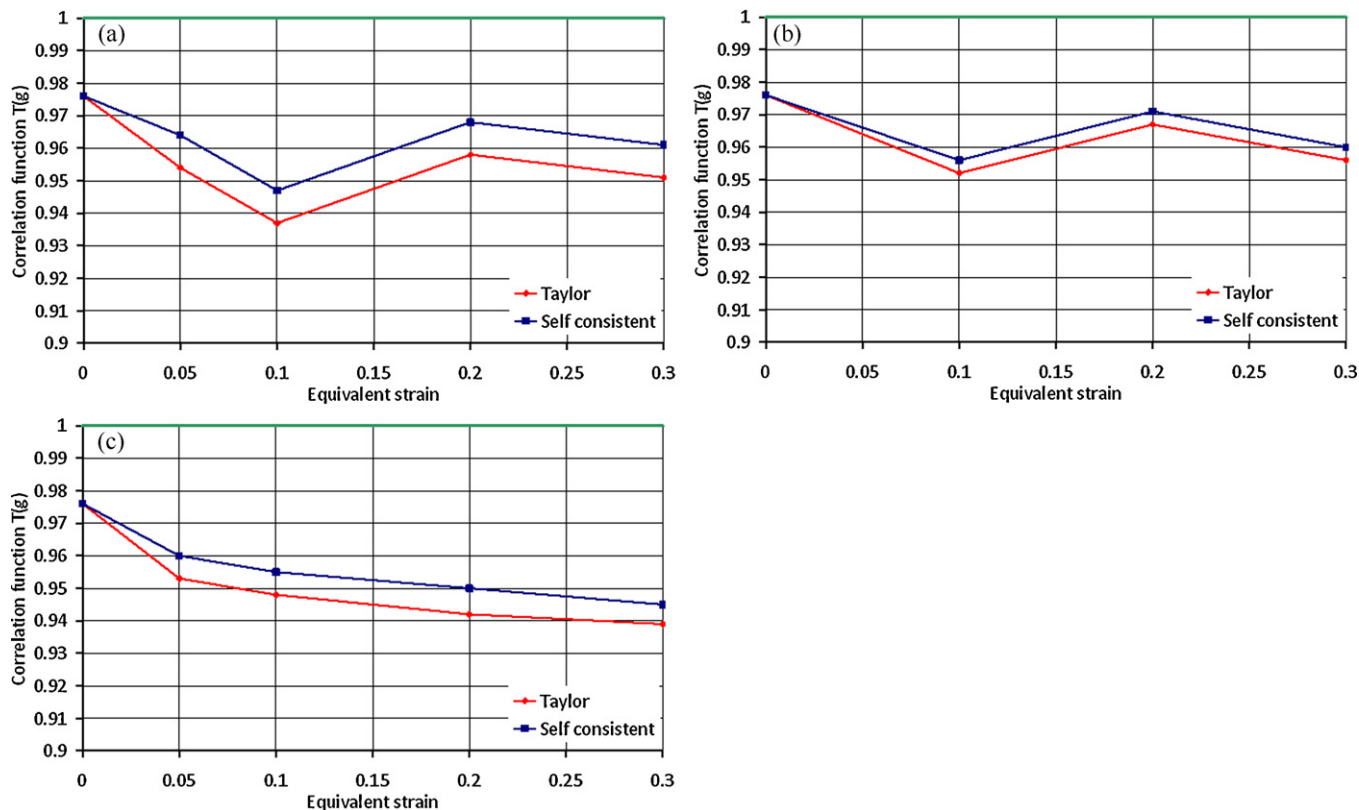 (a)
Correlation function T(g)
1
0.99
0.98
0.97
0.96
0.95
0.94
0.93
0.92
0.91
0.9
Taylor
Self consistent
0 0.05 0.1 0.15 0.2 0.25 0.3
Equivalent strain
(b)
Correlation function T(g)
1
0.99
0.98
0.97
0.96
0.95
0.94
0.93
0.92
0.91
0.9
Taylor
Self consistent
0 0.05 0.1 0.15 0.2 0.25 0.3
Equivalent strain
(c)
Correlation function T(g)
1
0.99
0.98
0.97
0.96
0.95
0.94
0.93
0.92
0.91
0.9
Taylor
Self consistent
0 0.05 0.1 0.15 0.2 0.25 0.3
Equivalent strain